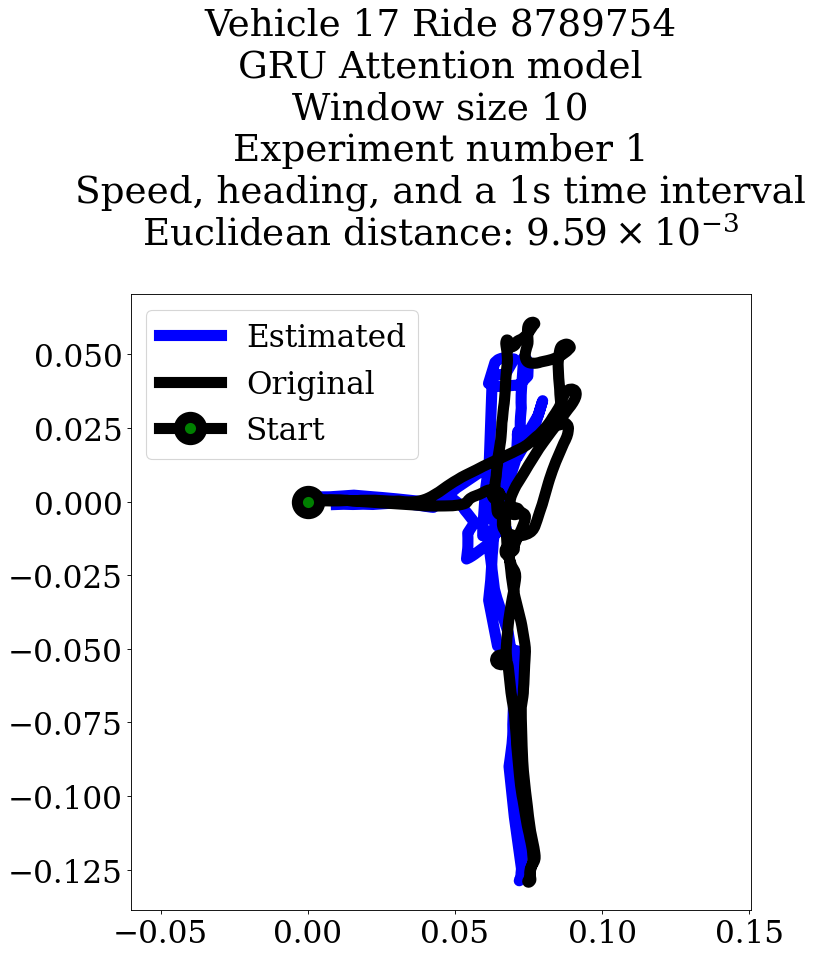 Vehicle 17 Ride 8789754
GRU Attention model
Window size 10
Experiment number 1
Speed, heading, and a 1s time interval
Euclidean distance: 9.59 × 10⁻³
Estimated
Original
Start
0.050
0.025
0.000
−0.025
−0.050
−0.075
−0.100
−0.125
−0.05
0.00
0.05
0.10
0.15